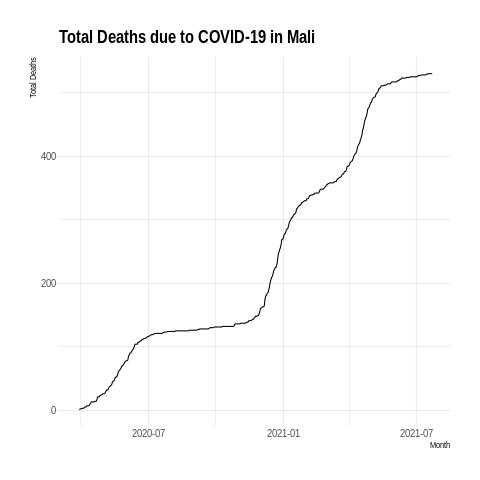 Total Deaths due to COVID-19 in Mali
Total Deaths
400
200
0
2020-07
2021-01
2021-07
Month